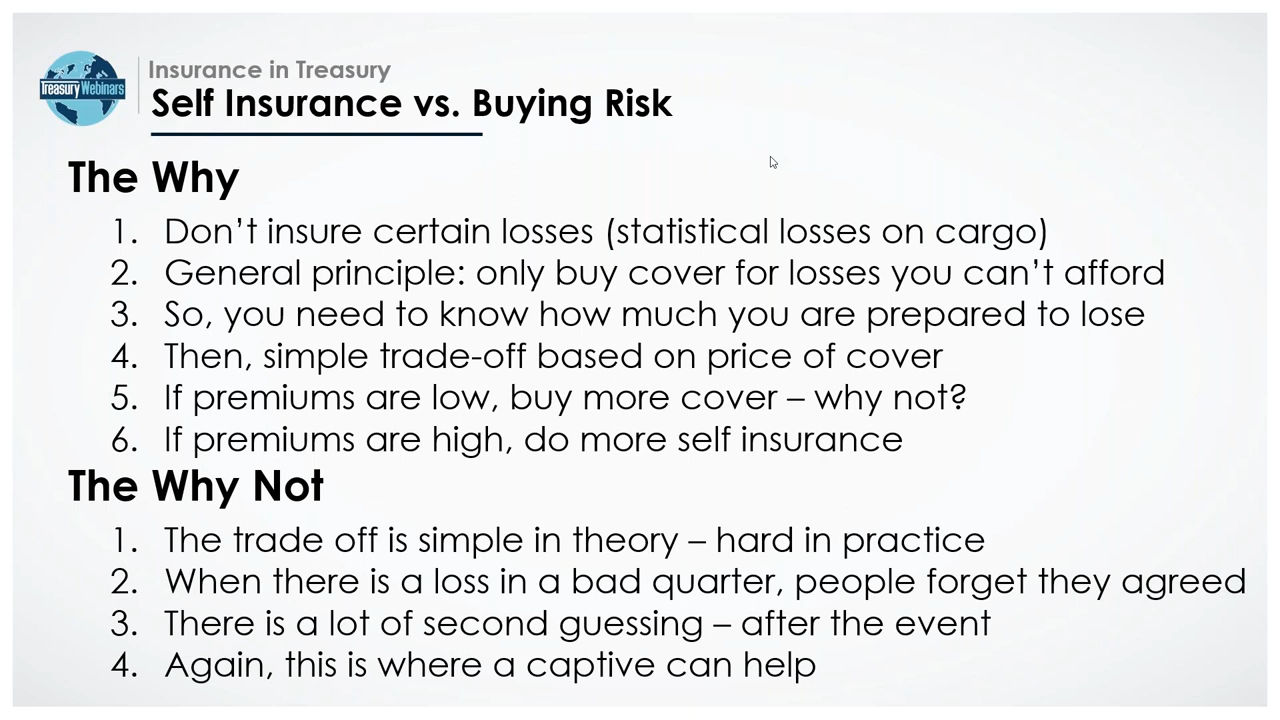 TreasuryWebinars
Insurance in Treasury
Self Insurance vs. Buying Risk
The Why
1. Don’t insure certain losses (statistical losses on cargo)
2. General principle: only buy cover for losses you can’t afford
3. So, you need to know how much you are prepared to lose
4. Then, simple trade-off based on price of cover
5. If premiums are low, buy more cover – why not?
6. If premiums are high, do more self insurance
The Why Not
1. The trade off is simple in theory – hard in practice
2. When there is a loss in a bad quarter, people forget they agreed
3. There is a lot of second guessing – after the event
4. Again, this is where a captive can help